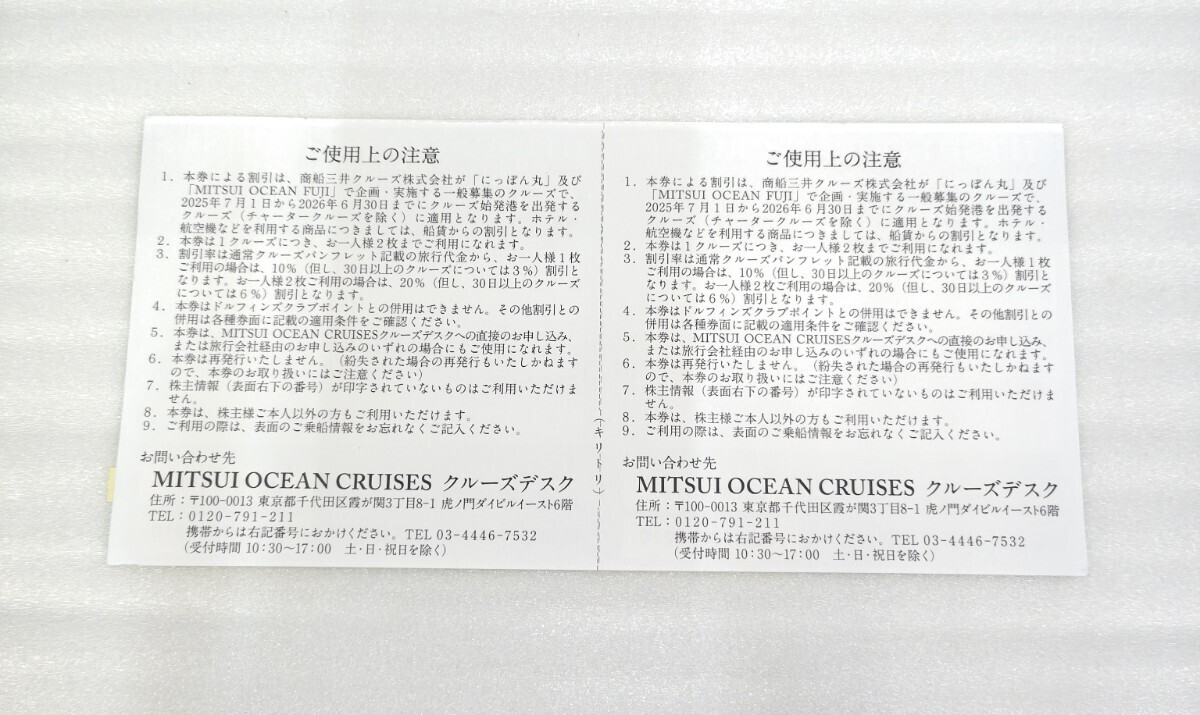 ご使用上の注意
1. 本券による割引は、商船三井クルーズ株式会社が「にっぽん丸」及び
「MITSUI OCEAN FUJI」で企画・実施する一般募集のクルーズで、
2025年7月1日から2026年6月30日までにクルーズ始発港を出発する
クルーズ(チャータークルーズを除く)に適用となります。ホテル・
航空機などを利用する商品につきましては、船賃からの割引となります。
2. 本券は1クルーズにつき、お一人様2枚までご利用になれます。
3. 割引率は通常クルーズパンフレット記載の旅行代金から、お一人様1枚
ご利用の場合は、10%(但し、30日以上のクルーズについては3%)割引と
なります。お一人様2枚ご利用の場合は、20%(但し、30日以上のクルーズ
については6%)割引となります。
4. 本券はドルフィンズクラブポイントとの併用はできません。その他割引との
併用は各種券面に記載の適用条件をご確認ください。
5. 本券は、MITSUI OCEAN CRUISESクルーズデスクへの直接のお申し込み、
または旅行会社経由のお申し込みのいずれの場合にもご使用になれます。
6. 本券は再発行いたしません。(紛失された場合の再発行もいたしかねます
ので、本券のお取り扱いにはご注意ください)
7. 株主情報(表面右下の番号)が印字されていないものはご利用いただけま
せん。
8. 本券は、株主様ご本人以外の方もご利用いただけます。
9. ご利用の際は、表面のご乗船情報をお忘れなくご記入ください。
お問い合わせ先
MITSUI OCEAN CRUISES クルーズデスク
住所:〒100-0013 東京都千代田区霞が関3丁目8-1 虎ノ門ダイビルイースト6階
TEL:0120-791-211
携帯からは右記番号におかけください。TEL 03-4446-7532
(受付時間 10:30〜17:00 土・日・祝日を除く)
(キリトリ)
ご使用上の注意
1. 本券による割引は、商船三井クルーズ株式会社が「にっぽん丸」及び
「MITSUI OCEAN FUJI」で企画・実施する一般募集のクルーズで、
2025年7月1日から2026年6月30日までにクルーズ始発港を出発する
クルーズ(チャータークルーズを除く)に適用となります。ホテル・
航空機などを利用する商品につきましては、船賃からの割引となります。
2. 本券は1クルーズにつき、お一人様2枚までご利用になれます。
3. 割引率は通常クルーズパンフレット記載の旅行代金から、お一人様1枚
ご利用の場合は、10%(但し、30日以上のクルーズについては3%)割引と
なります。お一人様2枚ご利用の場合は、20%(但し、30日以上のクルーズ
については6%)割引となります。
4. 本券はドルフィンズクラブポイントとの併用はできません。その他割引との
併用は各種券面に記載の適用条件をご確認ください。
5. 本券は、MITSUI OCEAN CRUISESクルーズデスクへの直接のお申し込み、
または旅行会社経由のお申し込みのいずれの場合にもご使用になれます。
6. 本券は再発行いたしません。(紛失された場合の再発行もいたしかねます
ので、本券のお取り扱いにはご注意ください)
7. 株主情報(表面右下の番号)が印字されていないものはご利用いただけま
せん。
8. 本券は、株主様ご本人以外の方もご利用いただけます。
9. ご利用の際は、表面のご乗船情報をお忘れなくご記入ください。
お問い合わせ先
MITSUI OCEAN CRUISES クルーズデスク
住所:〒100-0013 東京都千代田区霞が関3丁目8-1 虎ノ門ダイビルイースト6階
TEL:0120-791-211
携帯からは右記番号におかけください。TEL 03-4446-7532
(受付時間 10:30〜17:00 土・日・祝日を除く)